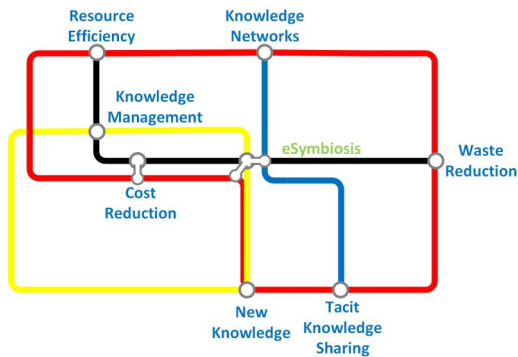 Resource
Efficiency
Knowledge
Networks
Knowledge
Management
eSymbiosis
Waste
Reduction
Cost
Reduction
New
Knowledge
Tacit
Knowledge
Sharing